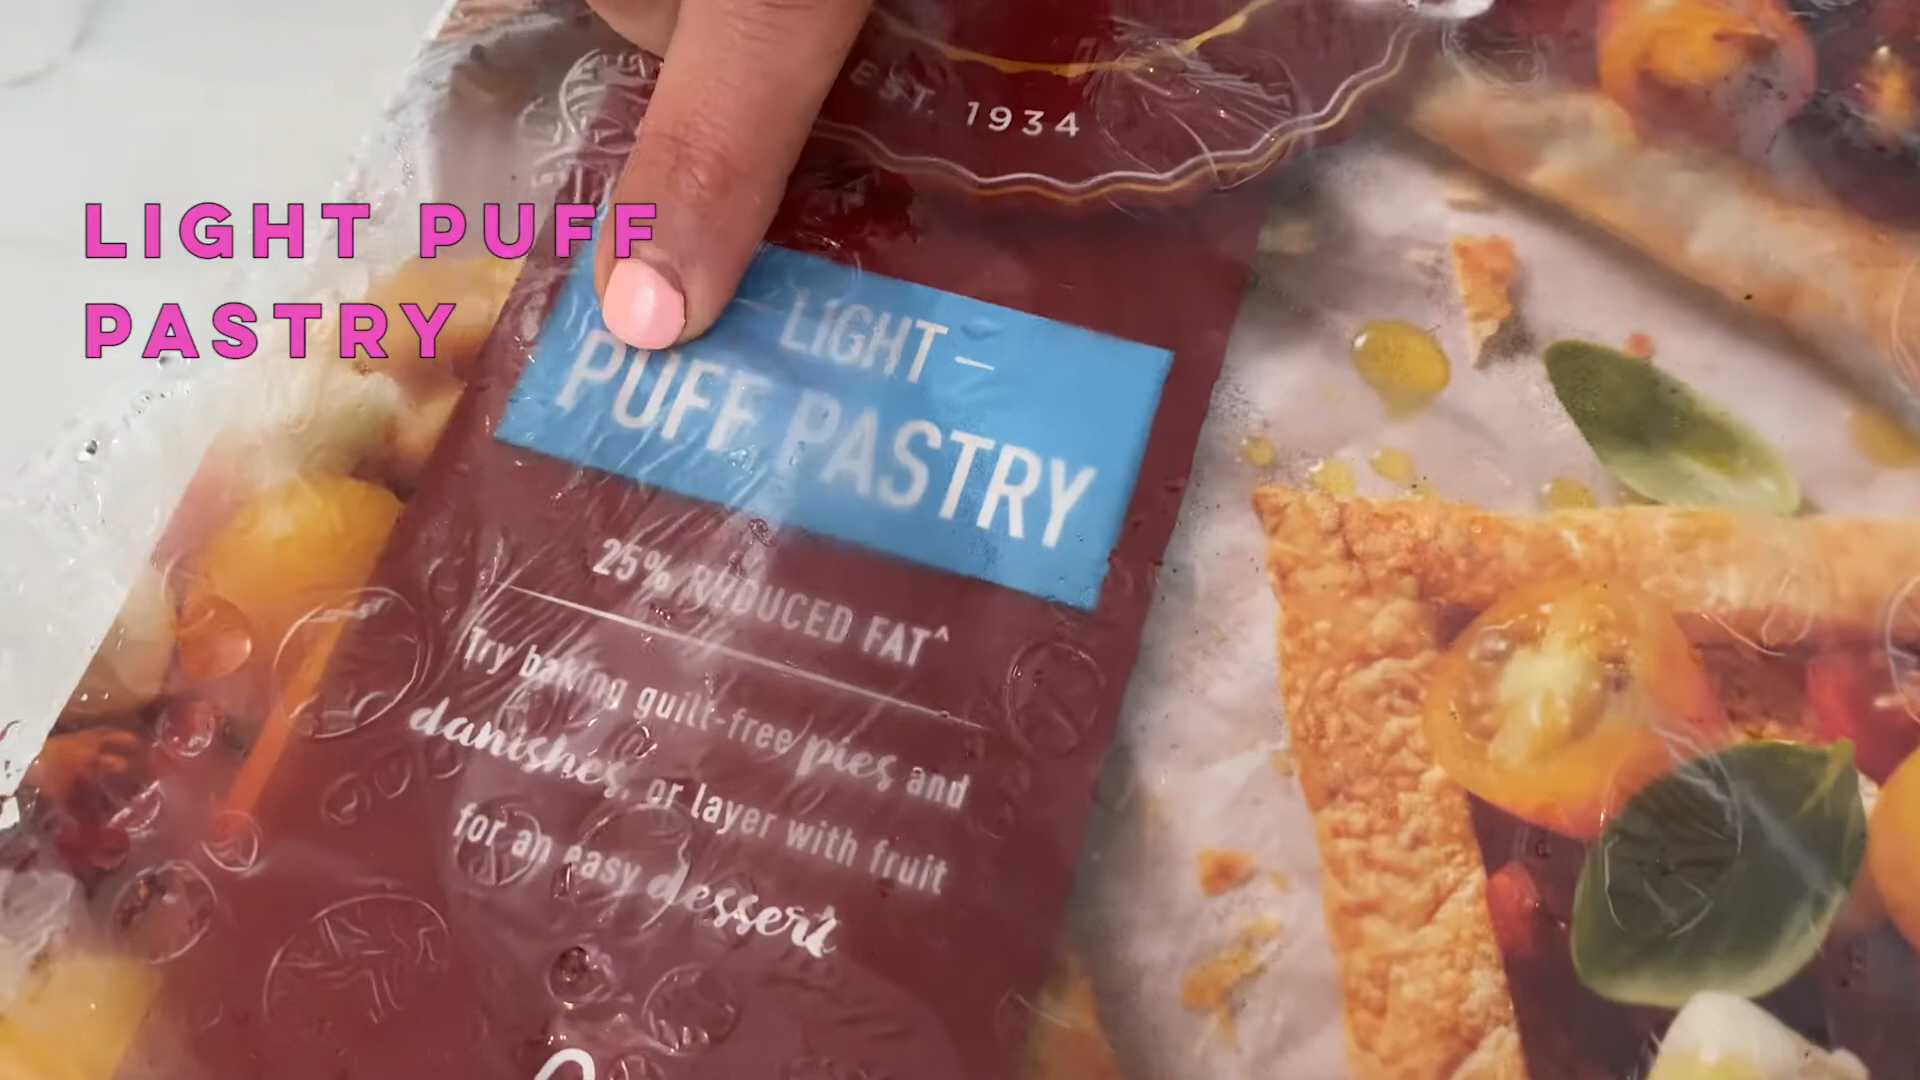 EST. 1934
LIGHT PUFF
PASTRY
— LIGHT —
PUFF PASTRY
25% REDUCED FAT^
Try baking guilt-free pies and
danishes, or layer with fruit
for an easy dessert